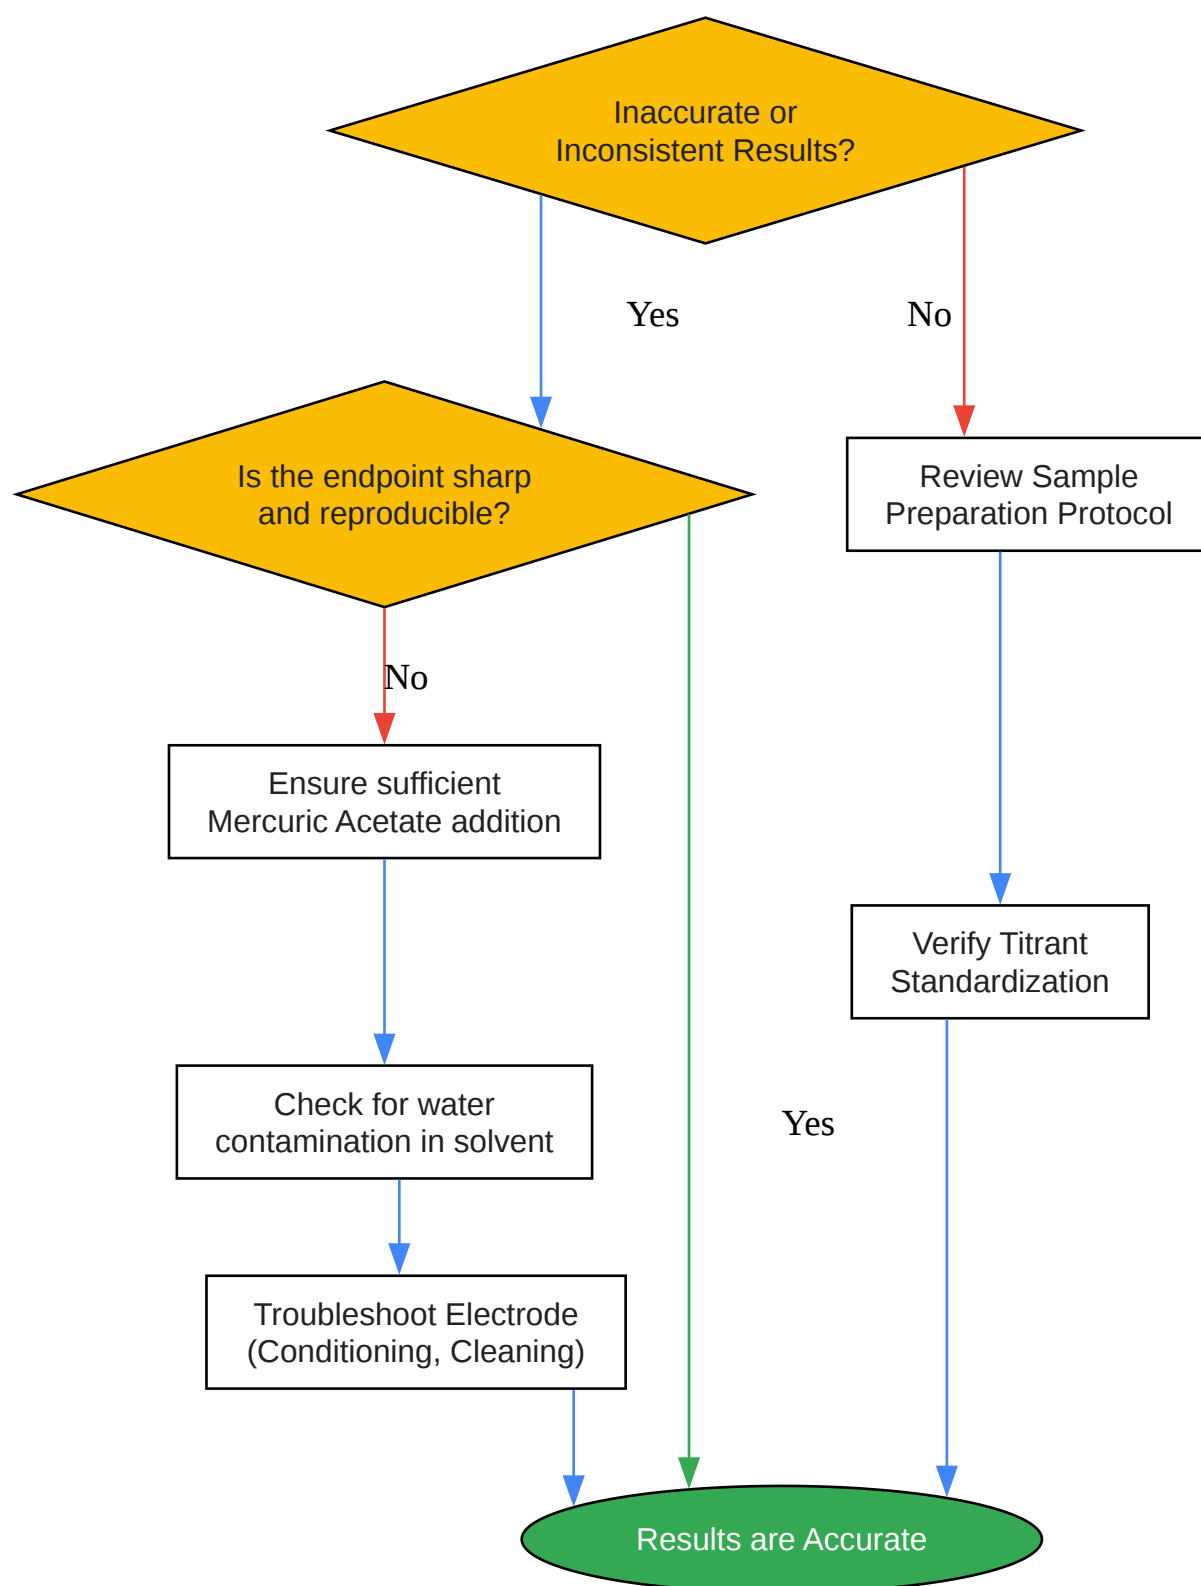 Inaccurate or
Inconsistent Results?
Yes
No
Is the endpoint sharp
and reproducible?
Review Sample
Preparation Protocol
No
Ensure sufficient
Mercuric Acetate addition
Verify Titrant
Standardization
Check for water
contamination in solvent
Yes
Troubleshoot Electrode
(Conditioning, Cleaning)
Results are Accurate